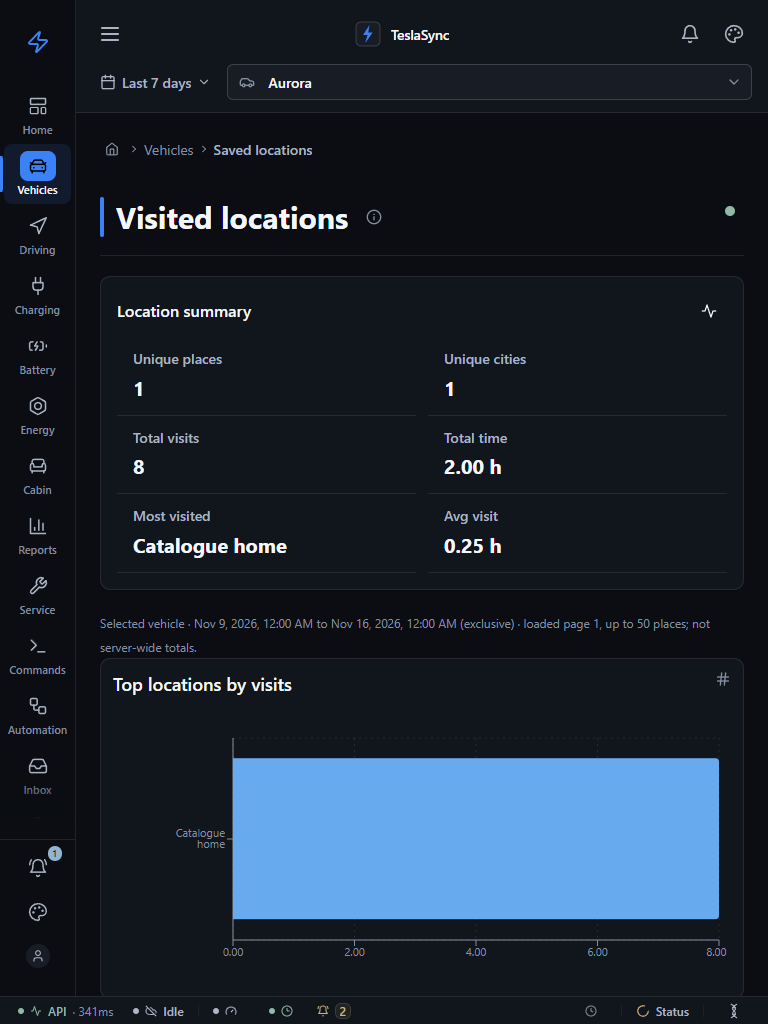 TeslaSync
Last 7 days
Aurora
Home
Vehicles
Driving
Charging
Battery
Energy
Cabin
Reports
Service
Commands
Automation
Inbox
1
Vehicles > Saved locations
Visited locations
Location summary
Unique places
1
Unique cities
1
Total visits
8
Total time
2.00 h
Most visited
Catalogue home
Avg visit
0.25 h
Selected vehicle · Nov 9, 2026, 12:00 AM to Nov 16, 2026, 12:00 AM (exclusive) · loaded page 1, up to 50 places; not
server-wide totals.
Top locations by visits
Catalogue
home
0.00 2.00 4.00 6.00 8.00
API · 341ms Idle 2 Status